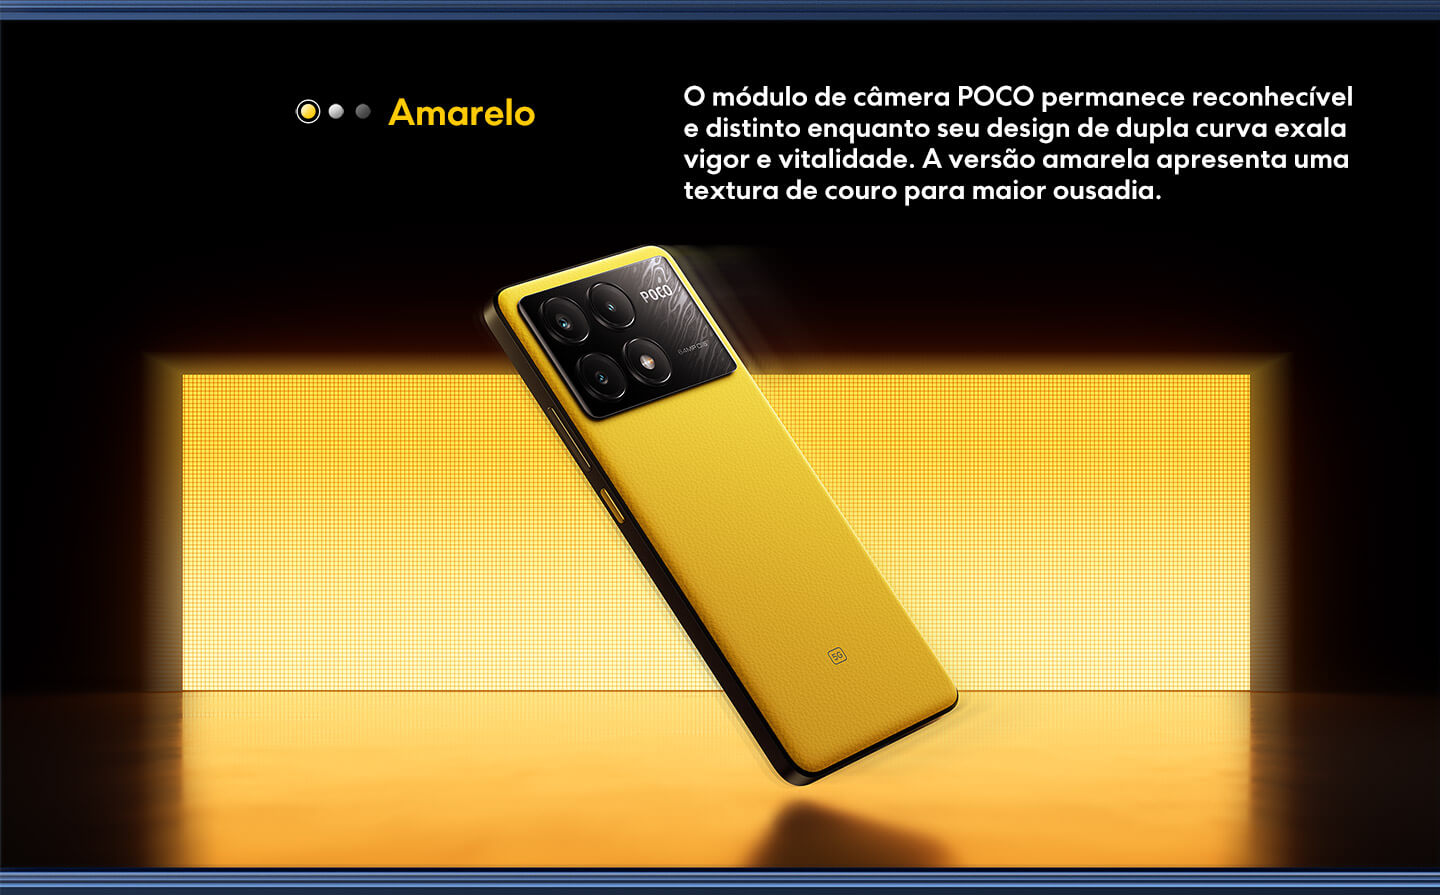 Amarelo
O módulo de câmera POCO permanece reconhecível
e distinto enquanto seu design de dupla curva exala
vigor e vitalidade. A versão amarela apresenta uma
textura de couro para maior ousadia.
POCO
64MP OIS
5G